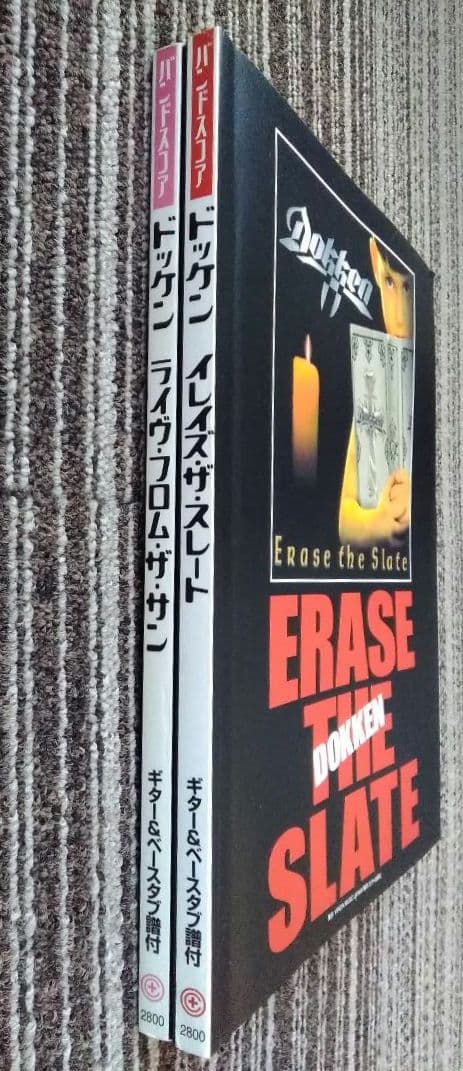 バンドスコア
ドッケン ライヴ・フロム・ザ・サン
ギター&ベースタブ譜付
2800
バンドスコア
ドッケン イレイズ・ザ・スレート
ギター&ベースタブ譜付
2800
Dokken
Erase the Slate
ERASE
THE
DOKKEN
SLATE